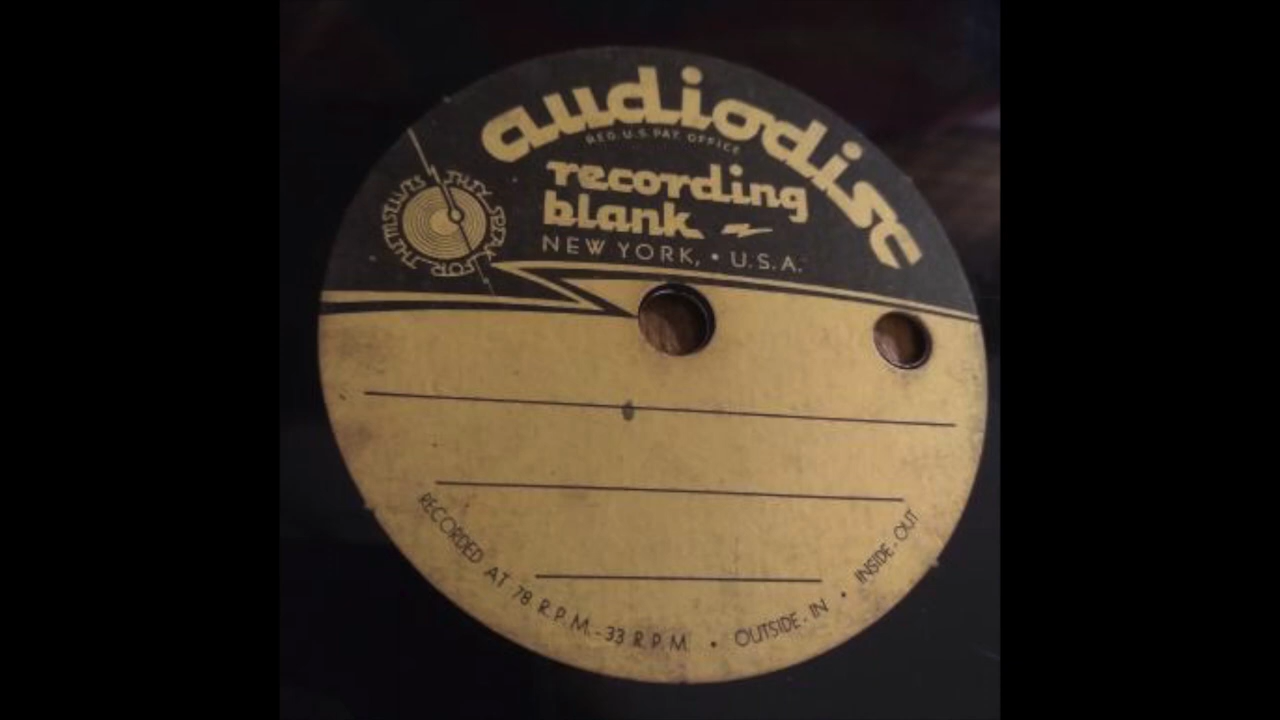 audiodisc
REG. U.S. PAT. OFFICE
recording
blank
NEW YORK, • U.S.A.
THEY SPEAK FOR THEMSELVES
RECORDED AT 78 R.P.M.-33 R.P.M. • OUTSIDE-IN • INSIDE-OUT